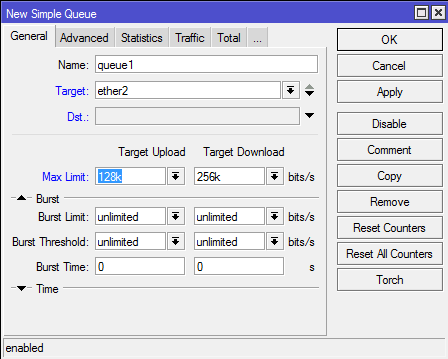 New Simple Queue
General Advanced Statistics Traffic Total ...
OK
Name: queue1
Cancel
Target: ether2
Apply
Dst.:
Disable
Target Upload Target Download
Comment
Max Limit: 128k 256k bits/s
Copy
Burst
Remove
Burst Limit: unlimited unlimited bits/s
Reset Counters
Burst Threshold: unlimited unlimited bits/s
Reset All Counters
Burst Time: 0 0 s
Torch
Time
enabled